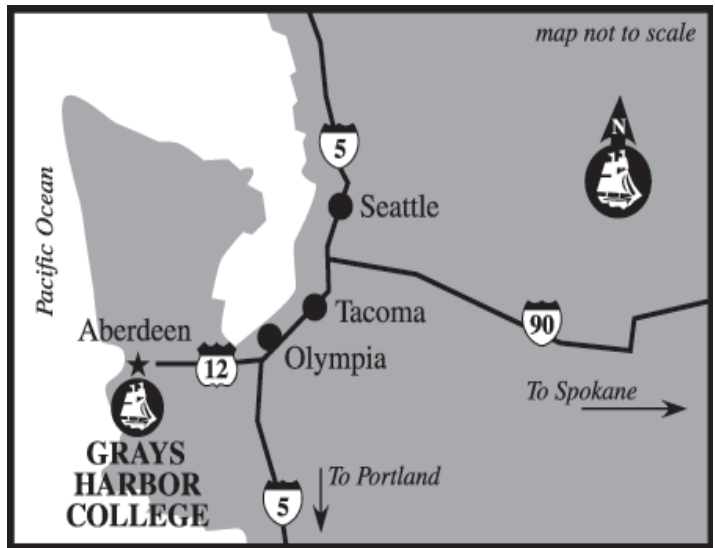 map not to scale
N
5
Pacific Ocean
Seattle
Tacoma
90
Aberdeen
12
Olympia
To Spokane
GRAYS
HARBOR
COLLEGE
To Portland
5